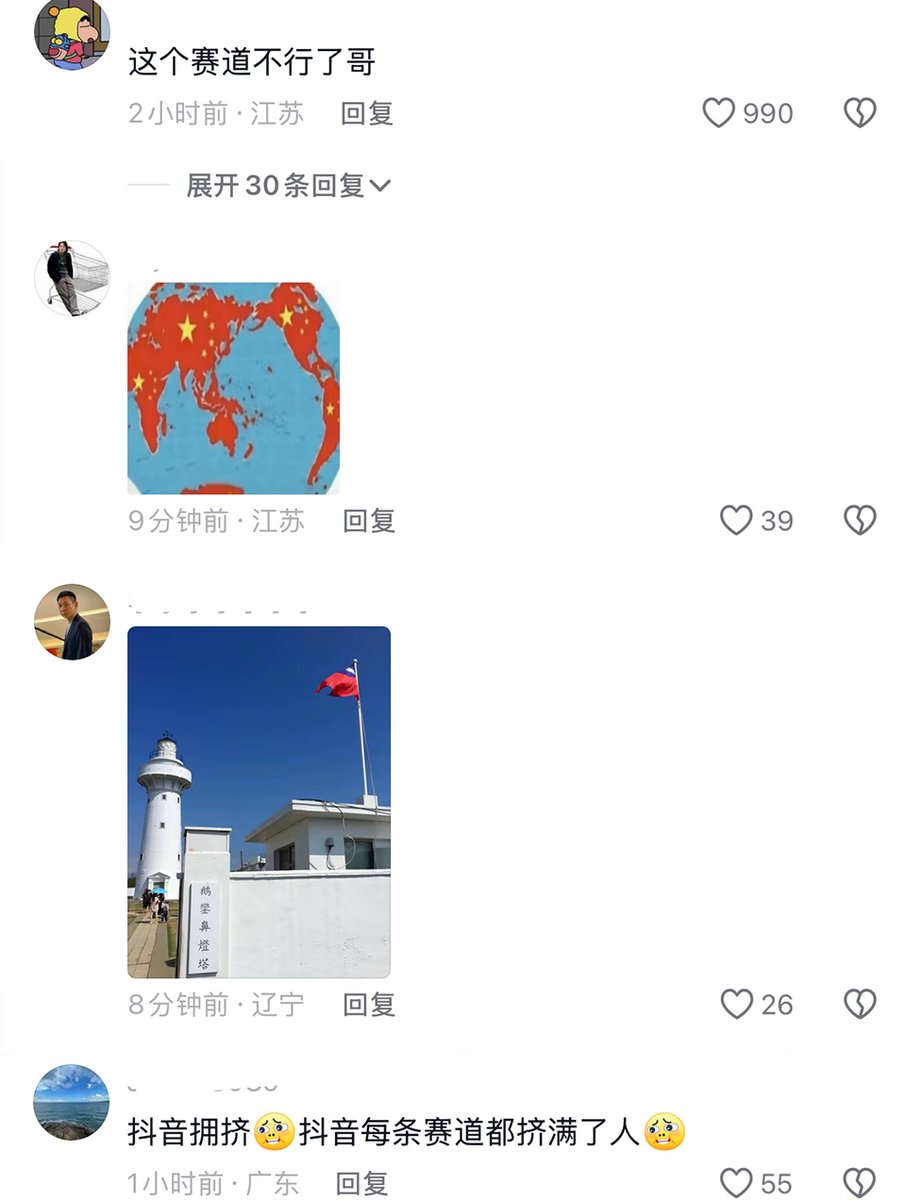 这个赛道不行了哥
2小时前·江苏 回复 990
展开30条回复
9分钟前·江苏 回复 39
鵝
鑾
鼻
燈
塔
8分钟前·辽宁 回复 26
抖音拥挤抖音每条赛道都挤满了人
1小时前·广东 回复 55